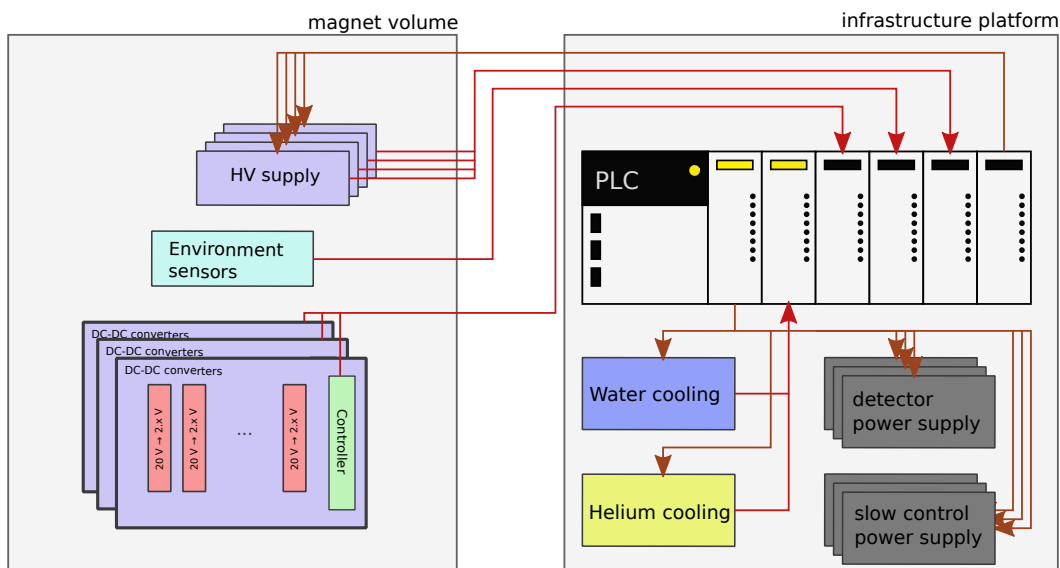 magnet volume
infrastructure platform
HV supply
PLC
Environment
sensors
DC-DC converters
DC-DC converters
DC-DC converters
20 V → 2.x V
20 V → 2.x V
...
20 V → 2.x V
Controller
Water cooling
detector
power supply
Helium cooling
slow control
power supply